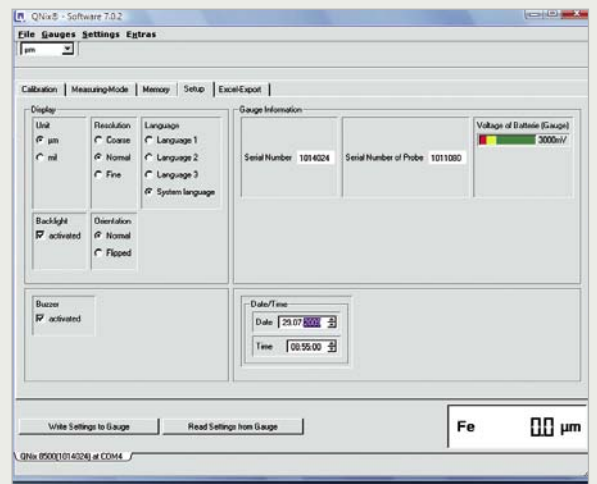 QNix® - Software 7.0.2
File Gauges Settings Extras
µm
Calibration Measuring-Mode Memory Setup Excel-Export
Display
Unit
µm
mil
Resolution
Coarse
Normal
Fine
Language
Language 1
Language 2
Language 3
System language
Backlight
activated
Orientation
Normal
Flipped
Gauge Information
Serial Number 1014024
Serial Number of Probe 1011080
Voltage of Batterie (Gauge)
3000mV
Buzzer
activated
Date/Time
Date 29.07.2009
Time 08:55:00
Write Settings to Gauge
Read Settings from Gauge
Fe 0.0 µm
QNix 8500(1014024) at COM4